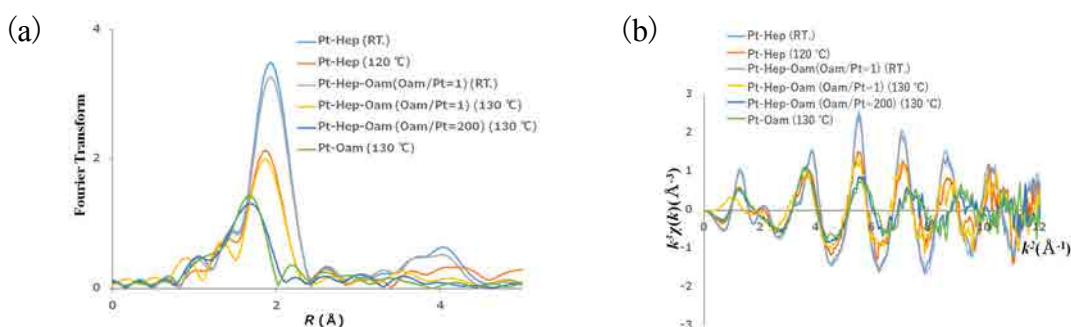 (a)
4
2
0
Fourier Transform
Pt-Hep (RT.)
Pt-Hep (120 ℃)
Pt-Hep-Oam(Oam/Pt=1) (RT.)
Pt-Hep-Oam (Oam/Pt=1) (130 ℃)
Pt-Hep-Oam (Oam/Pt=200) (130 ℃)
Pt-Oam (130 ℃)
0 2 4
R (Å)
(b)
Pt-Hep (RT.)
Pt-Hep (120 ℃)
Pt-Hep-Oam(Oam/Pt=1) (RT.)
Pt-Hep-Oam (Oam/Pt=1) (130 ℃)
Pt-Hep-Oam (Oam/Pt=200) (130 ℃)
Pt-Oam (130 ℃)
3
2
1
0
-1
-2
-3
k³χ(k)(Å⁻³)
0 2 4 6 8 10 12
k²(Å⁻¹)